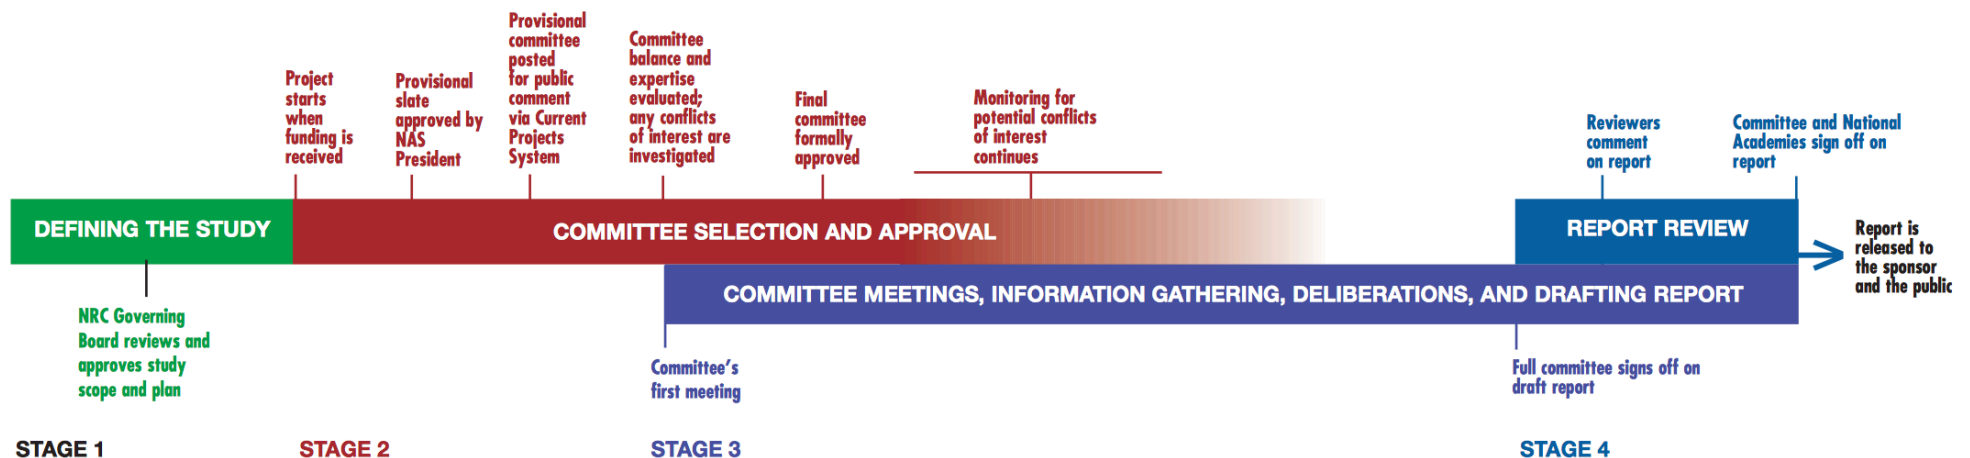 Project
starts
when
funding is
received
Provisional
slate
approved by
NAS
President
Provisional
committee
posted
for public
comment
via Current
Projects
System
Committee
balance and
expertise
evaluated;
any conflicts
of interest are
investigated
Final
committee
formally
approved
Monitoring for
potential conflicts
of interest
continues
Reviewers
comment
on report
Committee and National
Academies sign off on
report
DEFINING THE STUDY
COMMITTEE SELECTION AND APPROVAL
REPORT REVIEW
Report is
released to
the sponsor
and the public
COMMITTEE MEETINGS, INFORMATION GATHERING, DELIBERATIONS, AND DRAFTING REPORT
NRC Governing
Board reviews and
approves study
scope and plan
Committee's
first meeting
Full committee signs off on
draft report
STAGE 1
STAGE 2
STAGE 3
STAGE 4